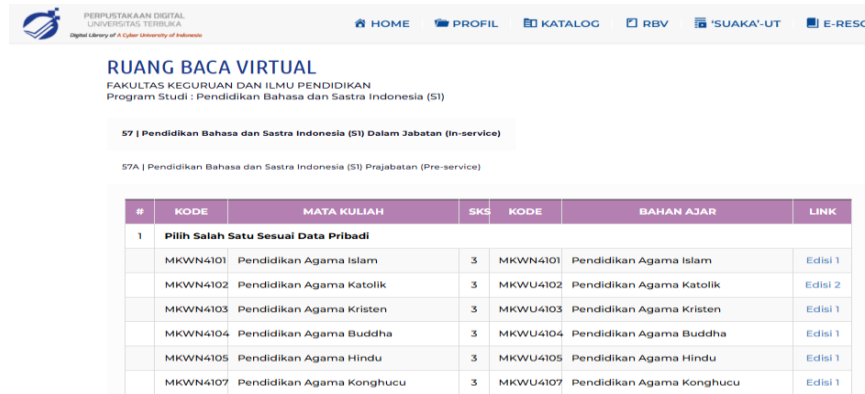 PERPUSTAKAAN DIGITAL
UNIVERSITAS TERBUKA
Digital Library of A Cyber University of Indonesia
HOME PROFIL KATALOG RBV 'SUAKA'-UT E-RESO
RUANG BACA VIRTUAL
FAKULTAS KEGURUAN DAN ILMU PENDIDIKAN
Program Studi : Pendidikan Bahasa dan Sastra Indonesia (S1)
57 | Pendidikan Bahasa dan Sastra Indonesia (S1) Dalam Jabatan (In-service)
57A | Pendidikan Bahasa dan Sastra Indonesia (S1) Prajabatan (Pre-service)
# KODE MATA KULIAH SKS KODE BAHAN AJAR LINK
1 Pilih Salah Satu Sesuai Data Pribadi
MKWN4101 Pendidikan Agama Islam 3 MKWN4101 Pendidikan Agama Islam Edisi 1
MKWN4102 Pendidikan Agama Katolik 3 MKWU4102 Pendidikan Agama Katolik Edisi 2
MKWN4103 Pendidikan Agama Kristen 3 MKWU4103 Pendidikan Agama Kristen Edisi 1
MKWN4104 Pendidikan Agama Buddha 3 MKWU4104 Pendidikan Agama Buddha Edisi 1
MKWN4105 Pendidikan Agama Hindu 3 MKWU4105 Pendidikan Agama Hindu Edisi 1
MKWN4107 Pendidikan Agama Konghucu 3 MKWU4107 Pendidikan Agama Konghucu Edisi 1